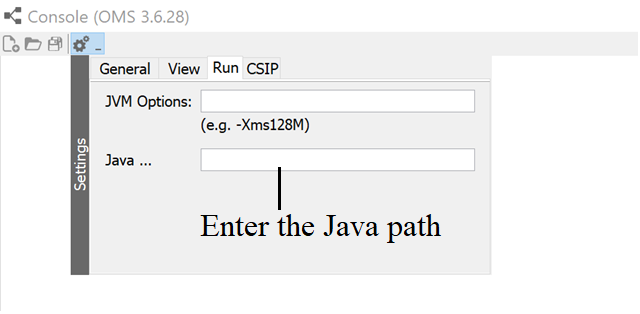 Console (OMS 3.6.28)
General View Run CSIP
JVM Options:
(e.g. -Xms128M)
Settings
Java ...
Enter the Java path